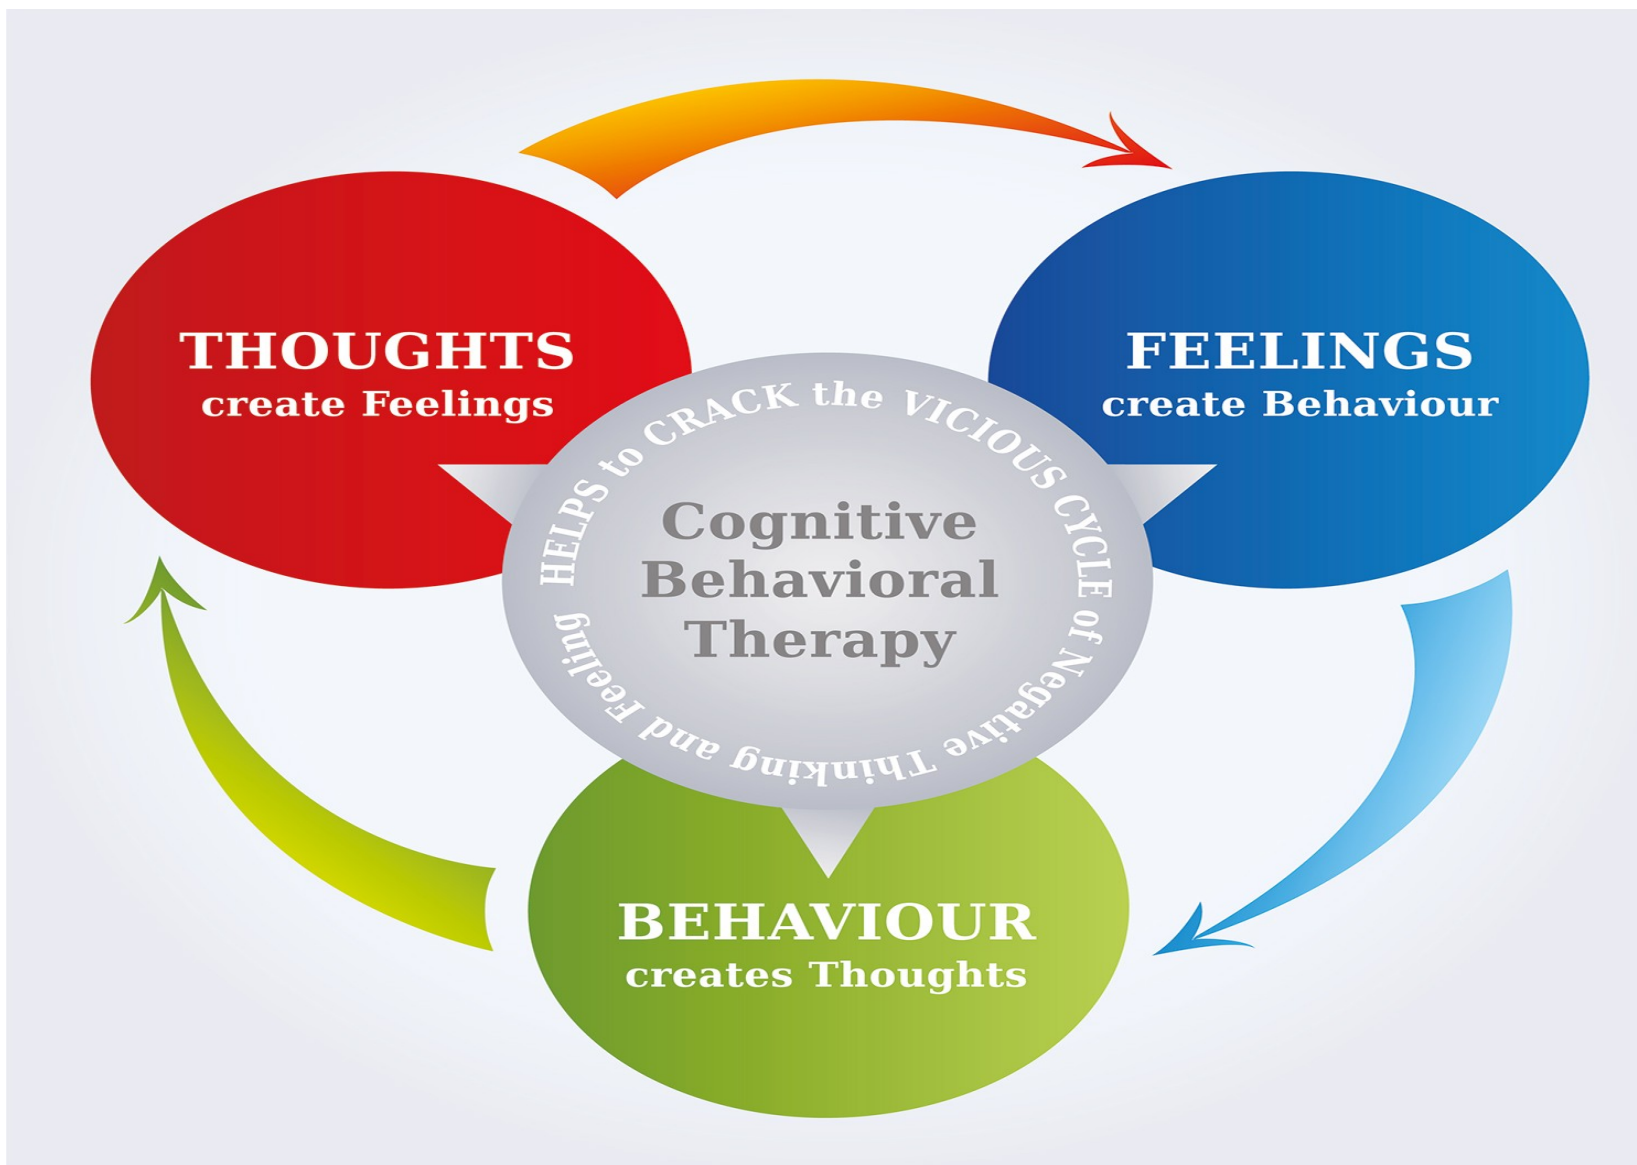 THOUGHTS
create Feelings
FEELINGS
create Behaviour
HELPS to CRACK the VICIOUS CYCLE of Negative Thinking and Feeling
Cognitive
Behavioral
Therapy
BEHAVIOUR
creates Thoughts